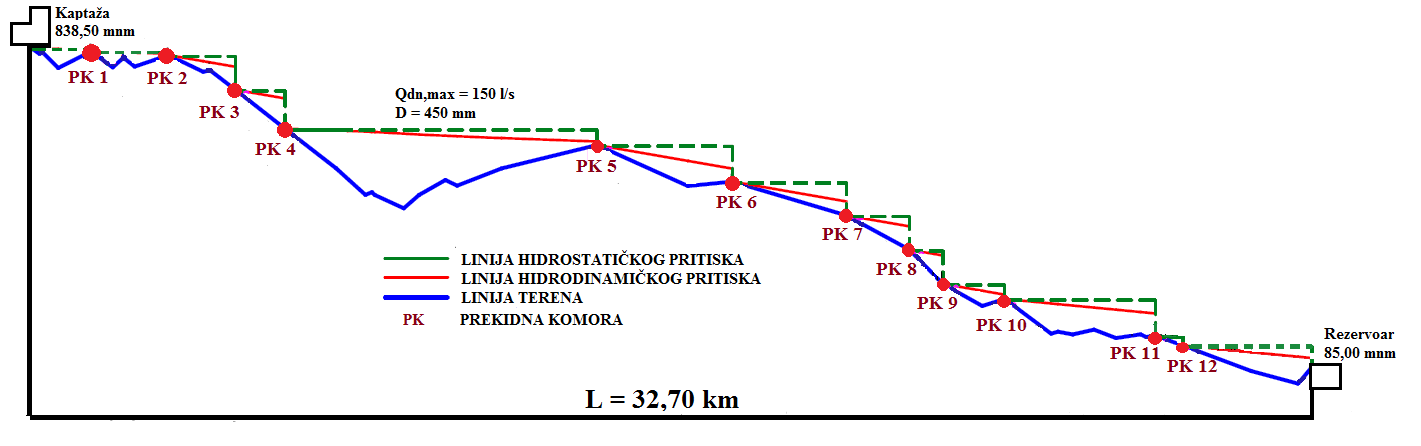 Kaptaža
838,50 mnm
PK 1
PK 2
PK 3
PK 4
Qdn,max = 150 l/s
D = 450 mm
PK 5
PK 6
PK 7
PK 8
PK 9
PK 10
PK 11
PK 12
LINIJA HIDROSTATIČKOG PRITISKA
LINIJA HIDRODINAMIČKOG PRITISKA
LINIJA TERENA
PK PREKIDNA KOMORA
Rezervoar
85,00 mnm
L = 32,70 km